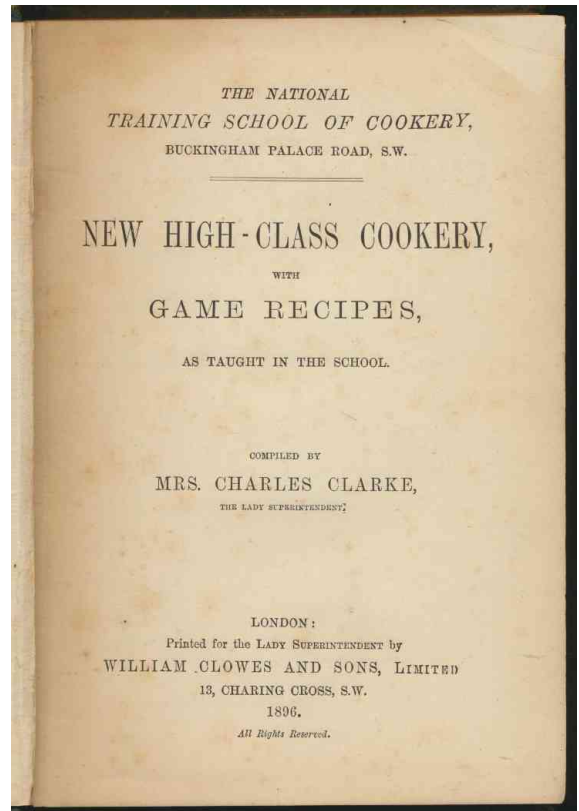 THE NATIONAL
TRAINING SCHOOL OF COOKERY,
BUCKINGHAM PALACE ROAD, S.W.
NEW HIGH-CLASS COOKERY,
WITH
GAME RECIPES,
AS TAUGHT IN THE SCHOOL.
COMPILED BY
MRS. CHARLES CLARKE,
THE LADY SUPERINTENDENT.
LONDON:
Printed for the LADY SUPERINTENDENT by
WILLIAM CLOWES AND SONS, LIMITED
13, CHARING CROSS, S.W.
1896.
All Rights Reserved.